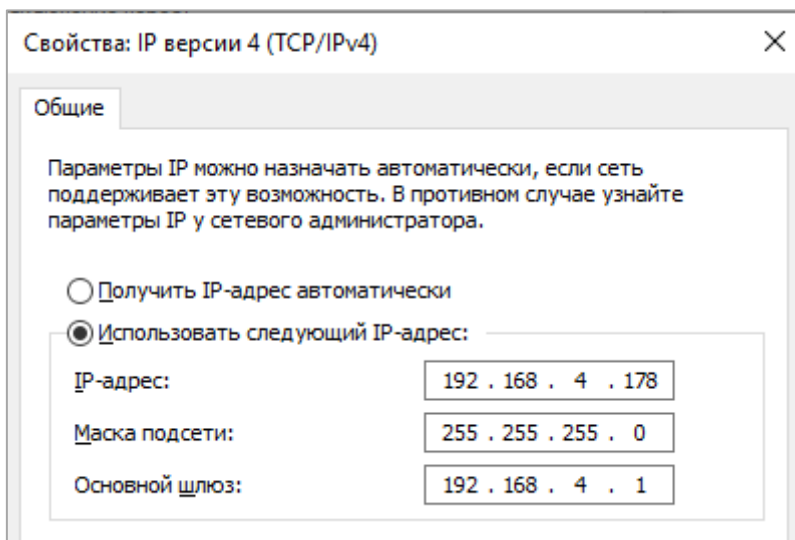 Свойства: IP версии 4 (TCP/IPv4)
Общие
Параметры IP можно назначать автоматически, если сеть
поддерживает эту возможность. В противном случае узнайте
параметры IP у сетевого администратора.
Получить IP-адрес автоматически
Использовать следующий IP-адрес:
IP-адрес: 192 . 168 . 4 . 178
Маска подсети: 255 . 255 . 255 . 0
Основной шлюз: 192 . 168 . 4 . 1